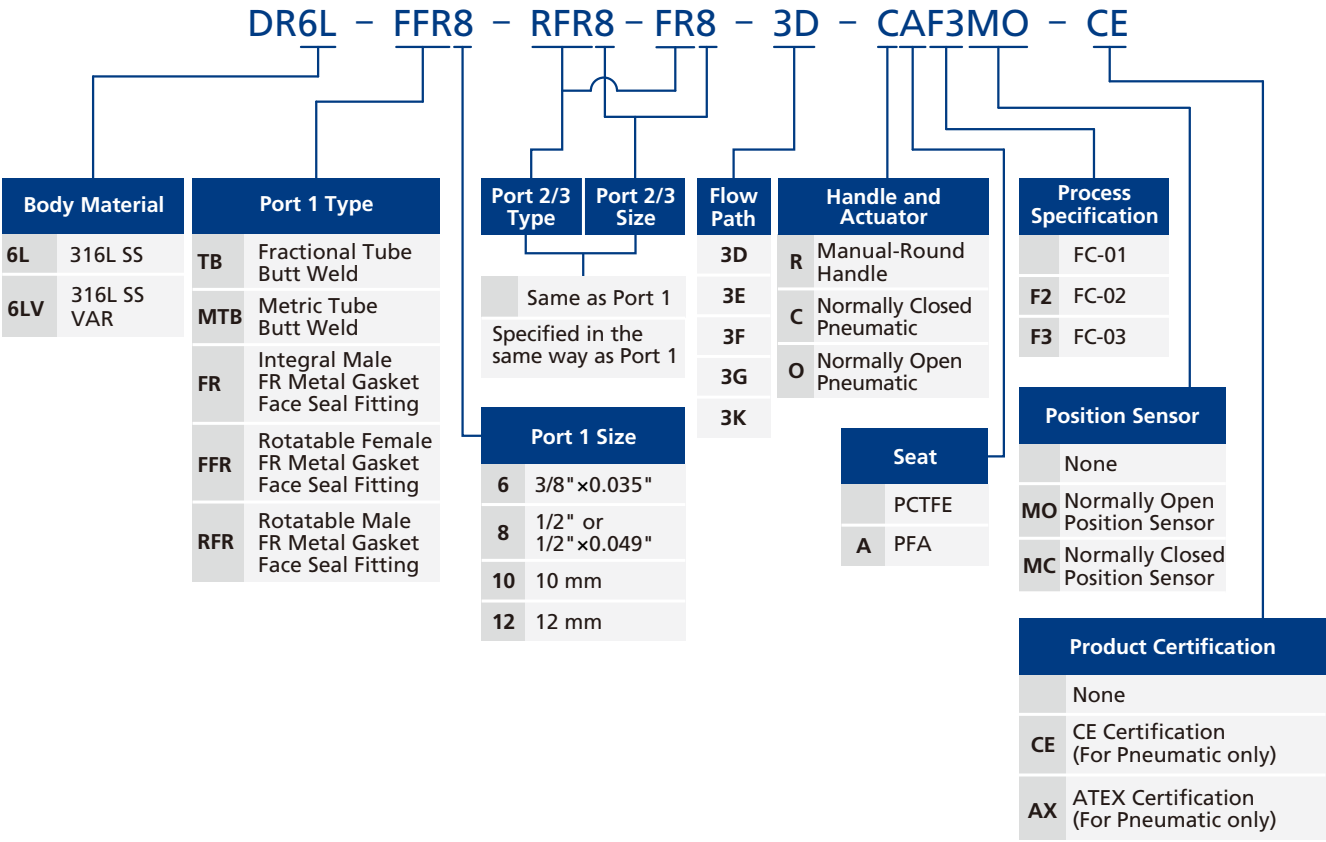 DR6L – FFR8 – RFR8 – FR8 – 3D – CAF3MO – CE
Body Material
6L 316L SS
6LV 316L SS
VAR
Port 1 Type
TB Fractional Tube
Butt Weld
MTB Metric Tube
Butt Weld
FR Integral Male
FR Metal Gasket
Face Seal Fitting
FFR Rotatable Female
FR Metal Gasket
Face Seal Fitting
RFR Rotatable Male
FR Metal Gasket
Face Seal Fitting
Port 2/3
Type
Port 2/3
Size
Same as Port 1
Specified in the
same way as Port 1
Port 1 Size
6 3/8"×0.035"
8 1/2" or
1/2"×0.049"
10 10 mm
12 12 mm
Flow
Path
3D
3E
3F
3G
3K
Handle and
Actuator
R Manual-Round
Handle
C Normally Closed
Pneumatic
O Normally Open
Pneumatic
Seat
PCTFE
A PFA
Process
Specification
FC-01
F2 FC-02
F3 FC-03
Position Sensor
None
MO Normally Open
Position Sensor
MC Normally Closed
Position Sensor
Product Certification
None
CE CE Certification
(For Pneumatic only)
AX ATEX Certification
(For Pneumatic only)